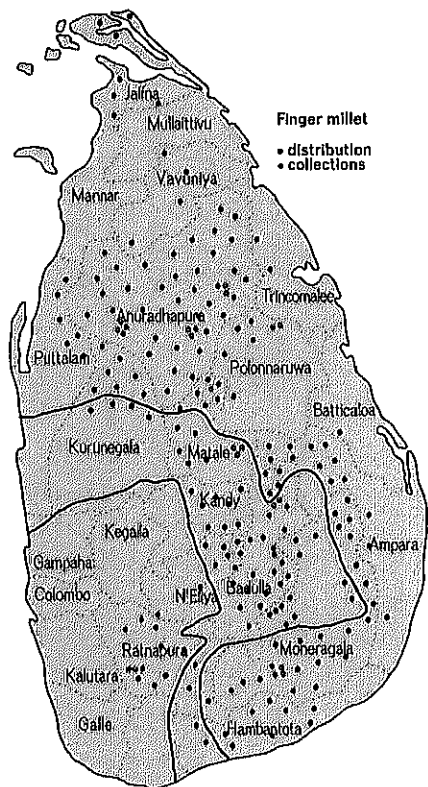 Jaffna
Mullaittivu
Finger millet
• distribution
• collections
Vavuniya
Mannar
Trincomalee
Anuradhapura
Puttalam
Polonnaruwa
Batticaloa
Kurunegala
Matale
Kandy
Kegalla
Ampara
Gampaha
Colombo
Badulla
N'Eliya
Ratnapura
Moneragala
Kalutara
Galle
Hambantota